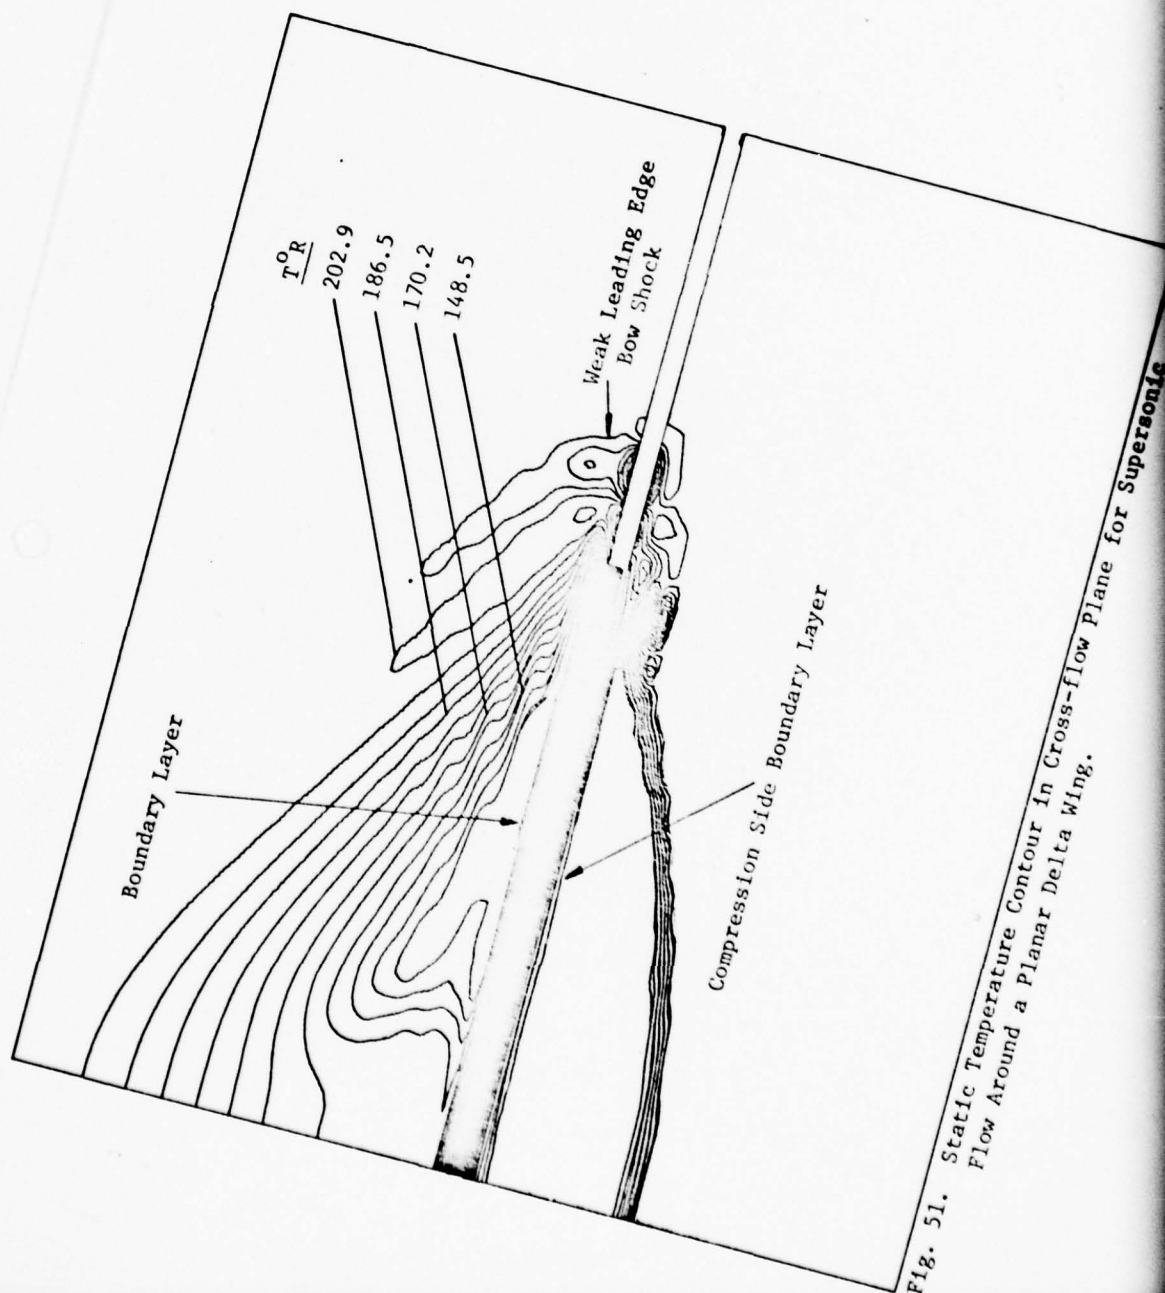 T°R
202.9
186.5
170.2
148.5
Weak Leading Edge
Bow Shock
Boundary Layer
Compression Side Boundary Layer
Fig. 51. Static Temperature Contour in Cross-flow Plane for Supersonic
Flow Around a Planar Delta Wing.